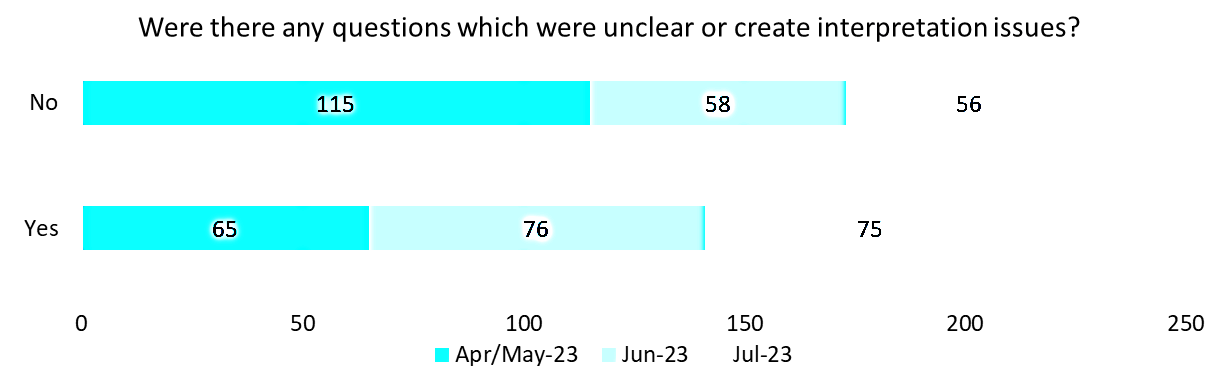 Were there any questions which were unclear or create interpretation issues?
No 115 58 56
Yes 65 76 75
0 50 100 150 200 250
Apr/May-23 Jun-23 Jul-23